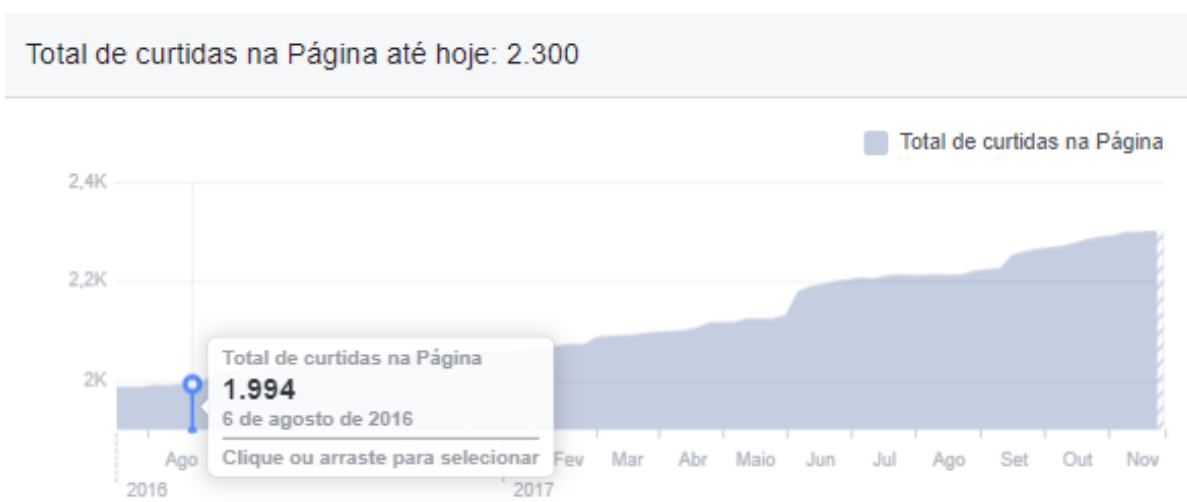 Total de curtidas na Página até hoje: 2.300
Total de curtidas na Página
2,4K
2,2K
2K
Total de curtidas na Página
1.994
6 de agosto de 2016
Clique ou arraste para selecionar
Ago Fev Mar Abr Maio Jun Jul Ago Set Out Nov
2016 2017